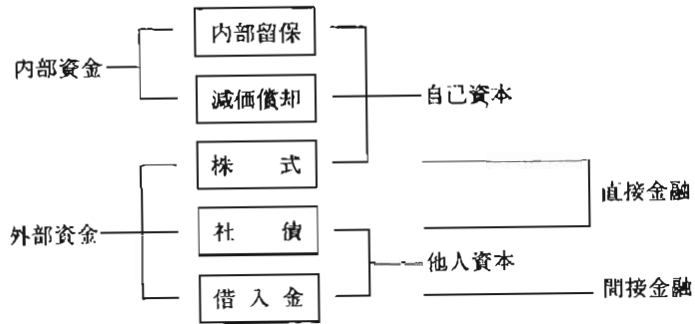 内部留保
内部資金
減価償却
自己資本
株 式
直接金融
外部資金
社 債
他人資本
借入金
間接金融